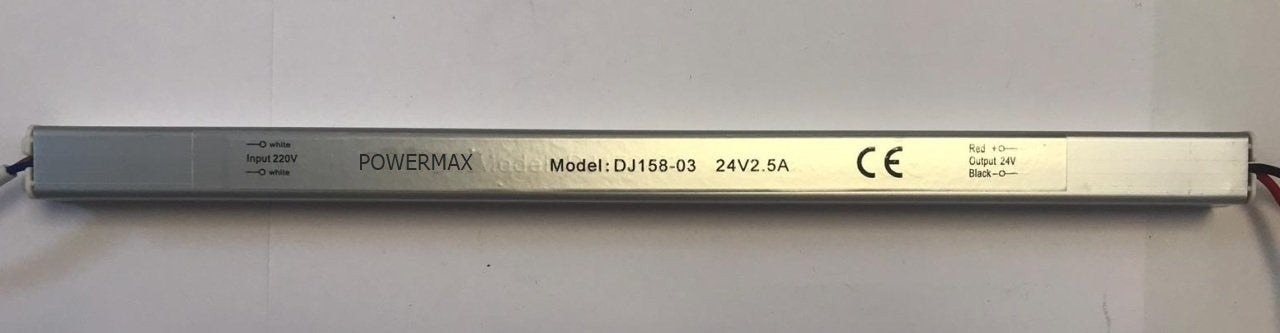 white
Input 220V
white
POWERMAX Model:DJ158-03 24V2.5A CE
Red +
Output 24V
Black-